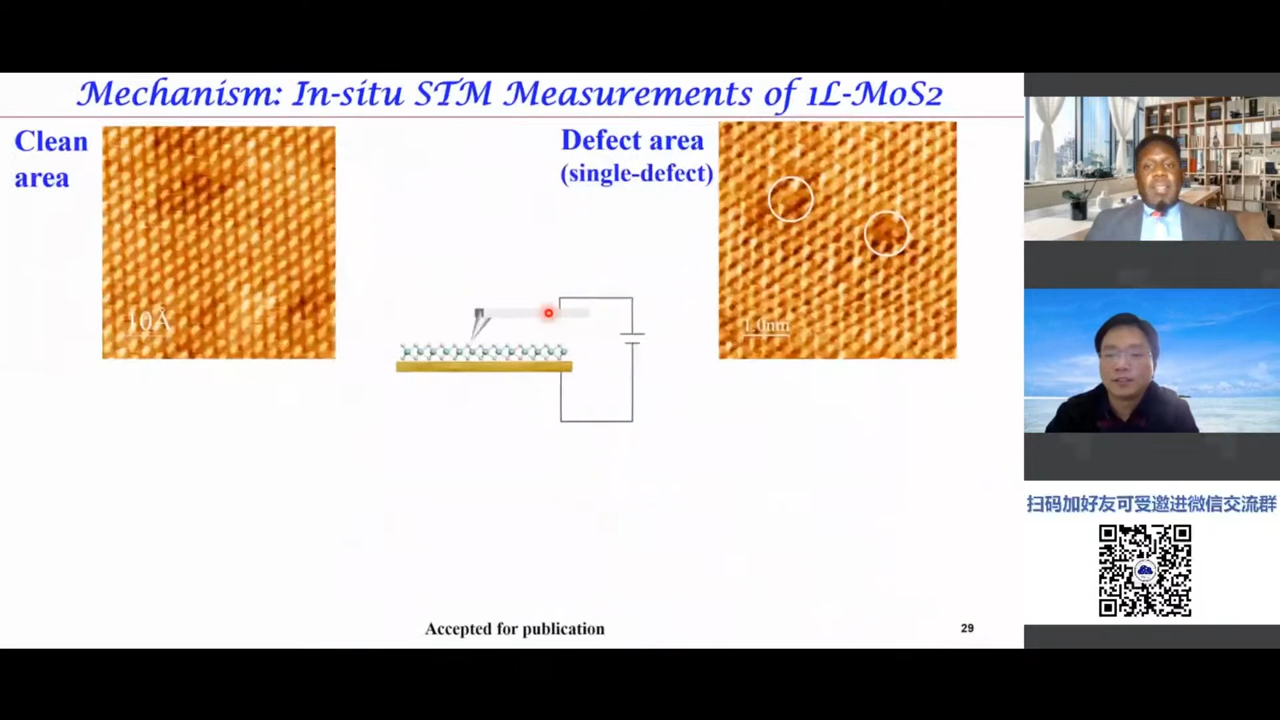 Mechanism: In-situ STM Measurements of 1L-MoS2
Clean
area
10Å
Defect area
(single-defect)
1.0nm
扫码加好友可受邀进微信交流群
Accepted for publication
29